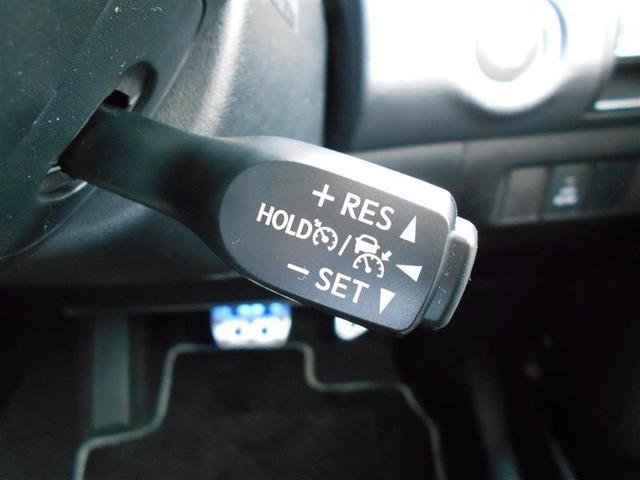 + RES
HOLD /
- SET